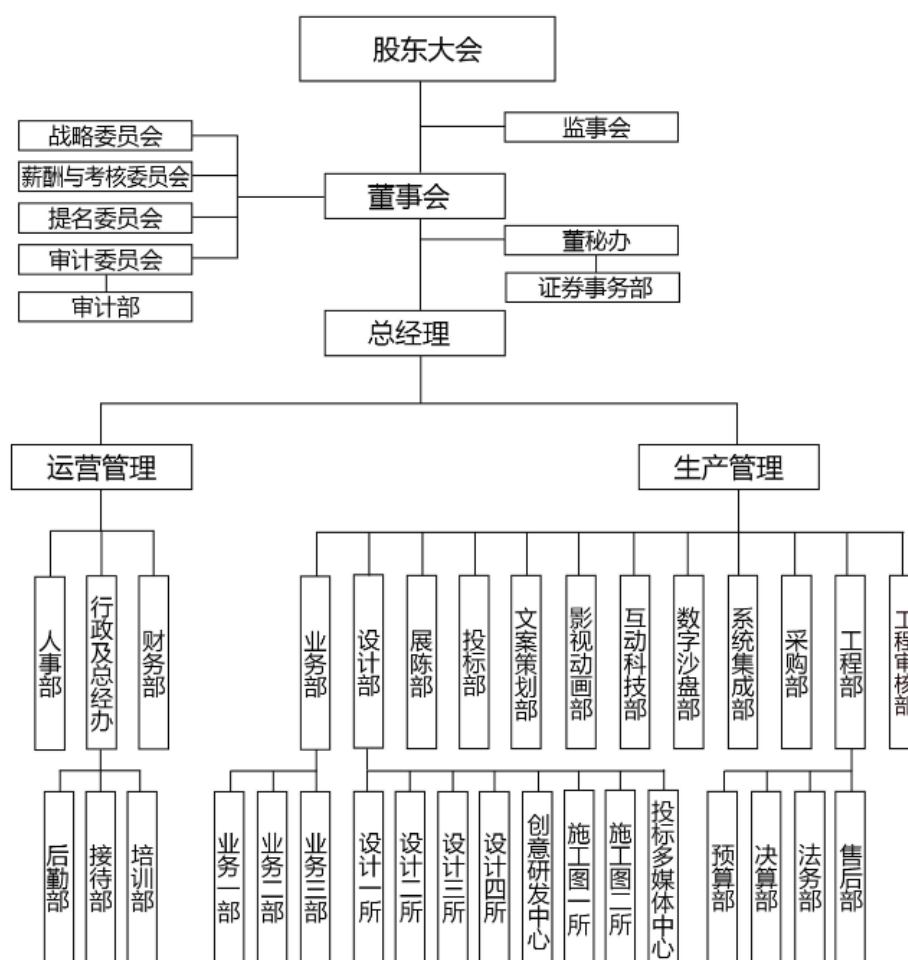 股东大会
监事会
战略委员会
薪酬与考核委员会
提名委员会
审计委员会
审计部
董事会
董秘办
证券事务部
总经理
运营管理
生产管理
人事部
行政及总经办
财务部
业务部
设计部
展陈部
投标部
文案策划部
影视动画部
互动科技部
数字沙盘部
系统集成部
采购部
工程部
工程审核部
后勤部
接待部
培训部
业务一部
业务二部
业务三部
设计一所
设计二所
设计三所
设计四所
创意研发中心
施工图一所
施工图二所
投标多媒体中心
预算部
决算部
法务部
售后部